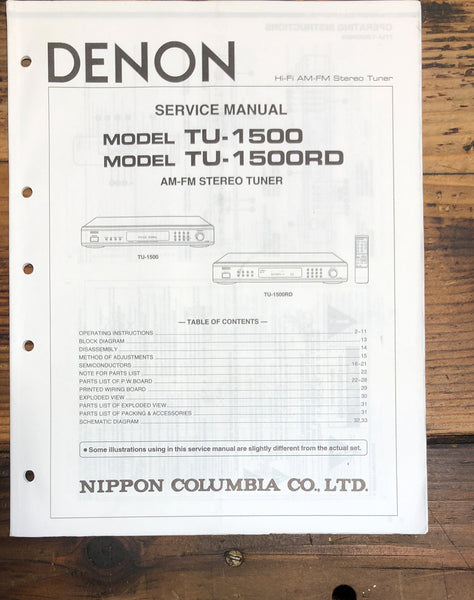 DENON
Hi-Fi AM-FM Stereo Tuner
SERVICE MANUAL
MODEL TU-1500
MODEL TU-1500RD
AM-FM STEREO TUNER
DENON
TU-1500
DENON
TU-1500RD
— TABLE OF CONTENTS —
OPERATING INSTRUCTIONS 2~11
BLOCK DIAGRAM 13
DISASSEMBLY 14
METHOD OF ADJUSTMENTS 15
SEMICONDUCTORS 16~21
NOTE FOR PARTS LIST 22
PARTS LIST OF P.W.BOARD 22~28
PRINTED WIRING BOARD 29
EXPLODED VIEW 30
PARTS LIST OF EXPLODED VIEW 31
PARTS LIST OF PACKING & ACCESSORIES 31
SCHEMATIC DIAGRAM 32,33
● Some illustrations using in this service manual are slightly different from the actual set.
NIPPON COLUMBIA CO., LTD.